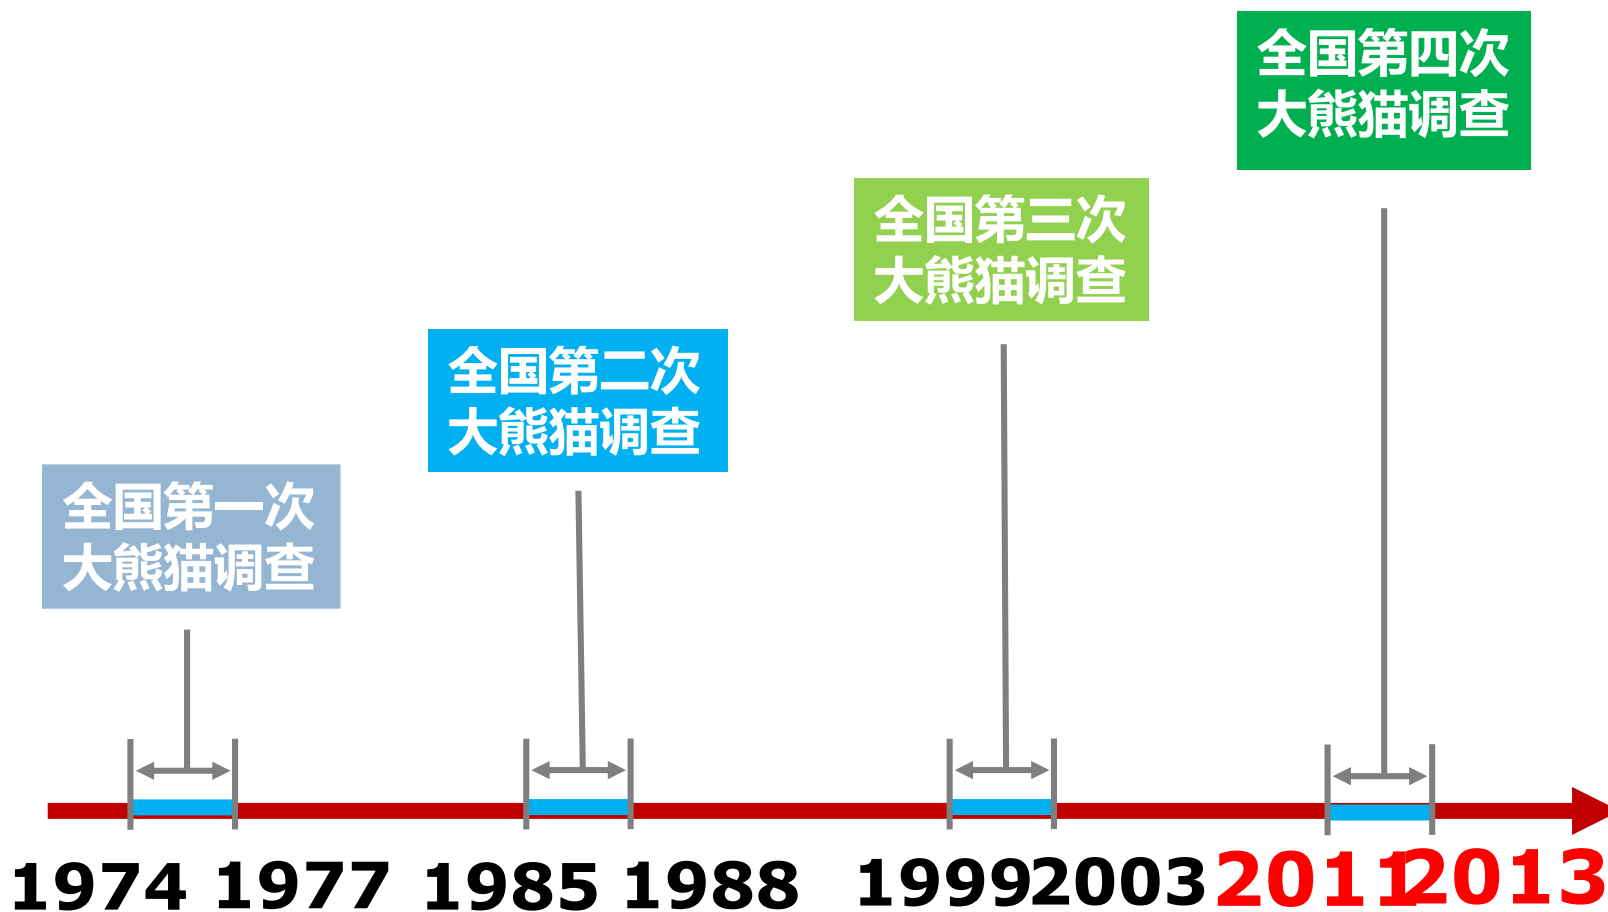 全国第四次
大熊猫调查
全国第三次
大熊猫调查
全国第二次
大熊猫调查
全国第一次
大熊猫调查
1974 1977 1985 1988 1999 2003 2011 2013